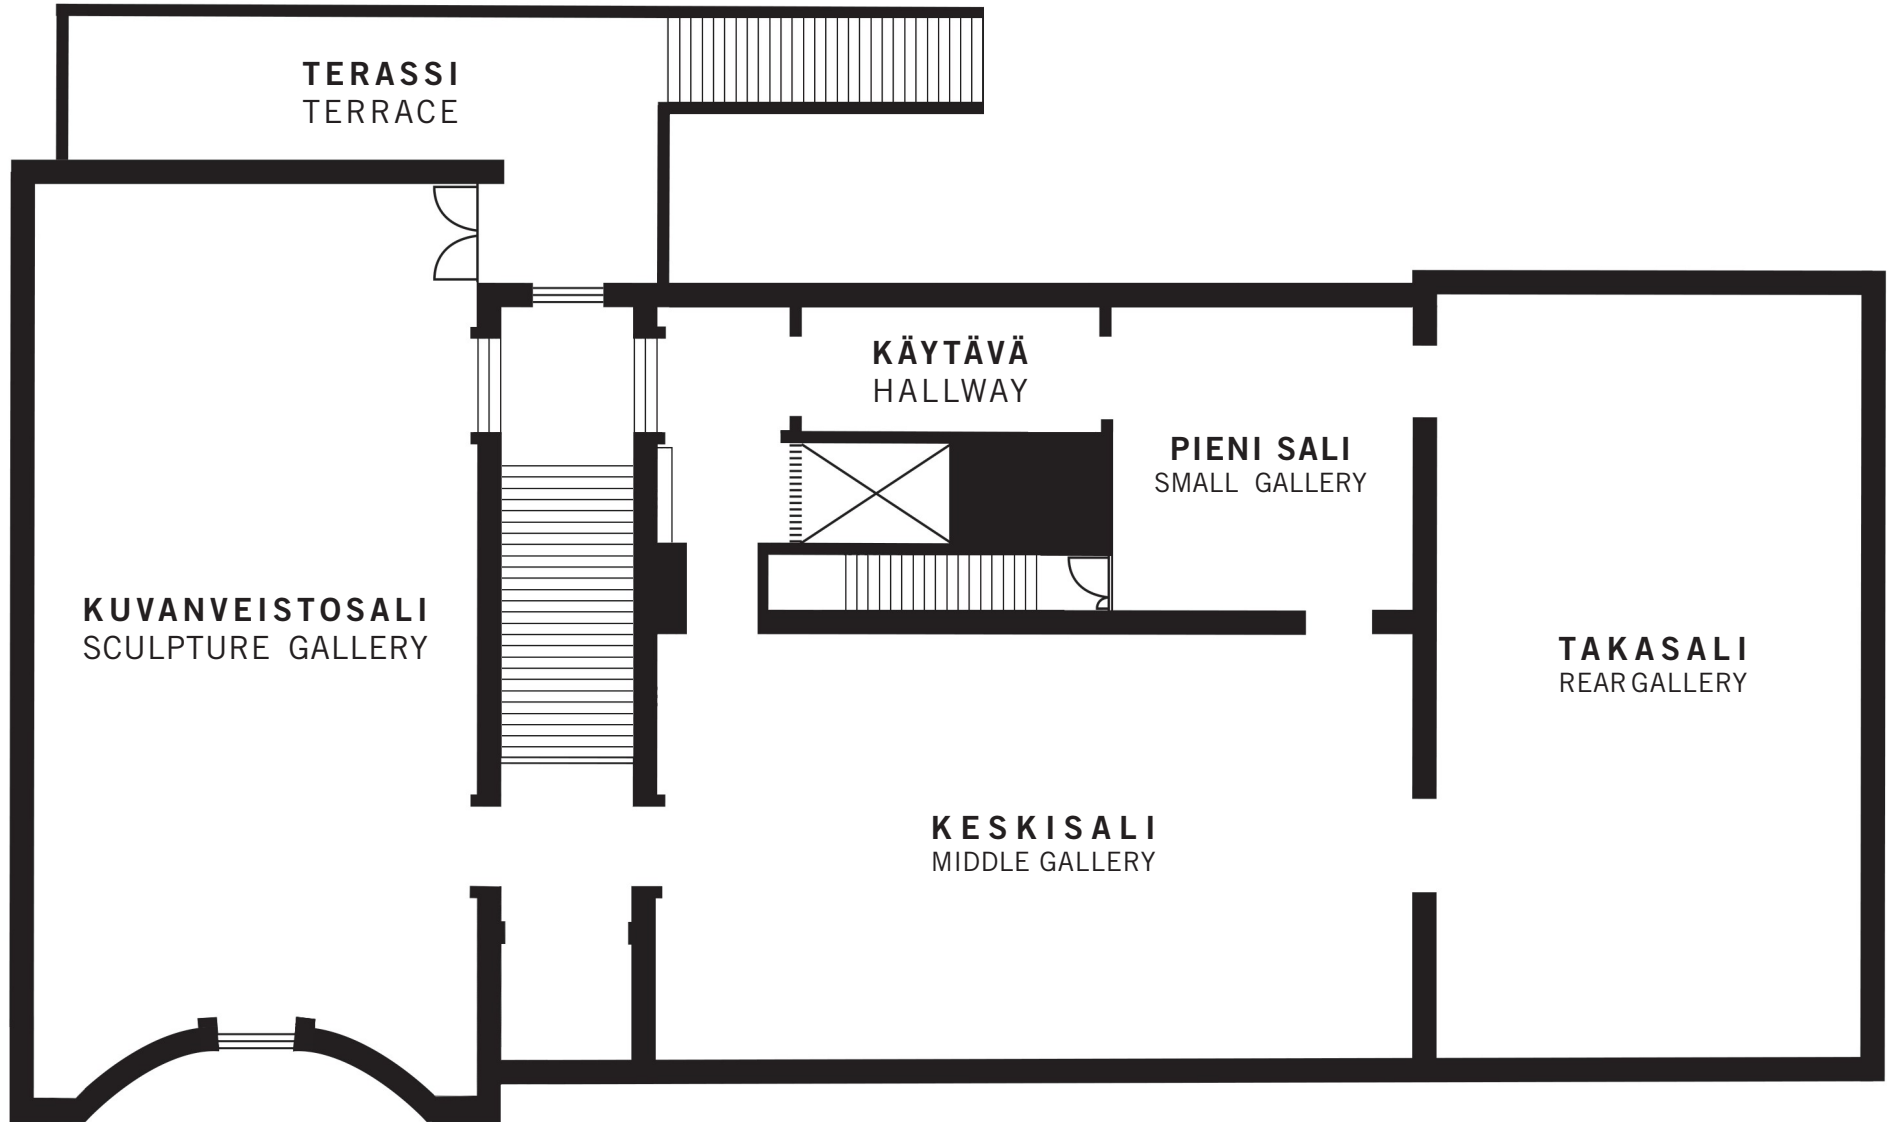 TERASSI
TERRACE
KÄYTÄVÄ
HALLWAY
PIENI SALI
SMALL GALLERY
KUVANVEISTOSALI
SCULPTURE GALLERY
TAKASALI
REAR GALLERY
KESKISALI
MIDDLE GALLERY